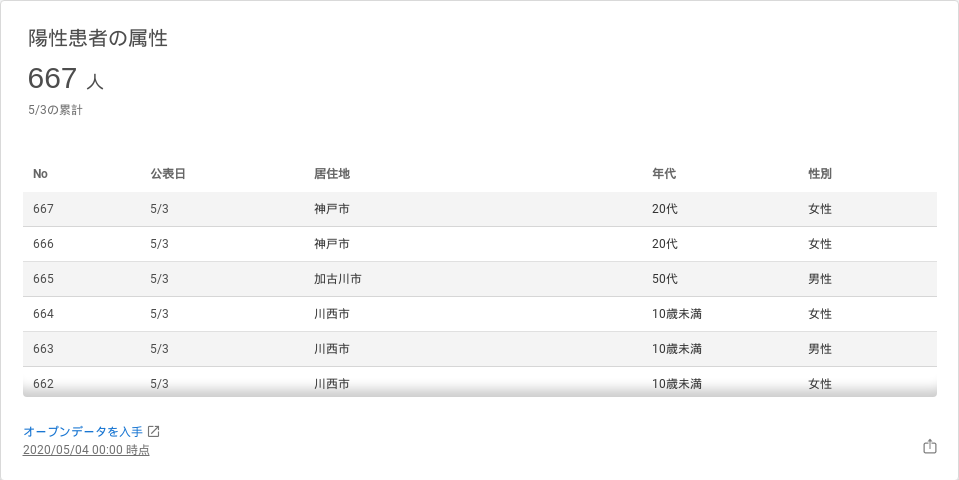 陽性患者の属性
667 人
5/3の累計
No 公表日 居住地 年代 性別
667 5/3 神戸市 20代 女性
666 5/3 神戸市 20代 女性
665 5/3 加古川市 50代 男性
664 5/3 川西市 10歳未満 女性
663 5/3 川西市 10歳未満 男性
662 5/3 川西市 10歳未満 女性
オープンデータを入手
2020/05/04 00:00 時点